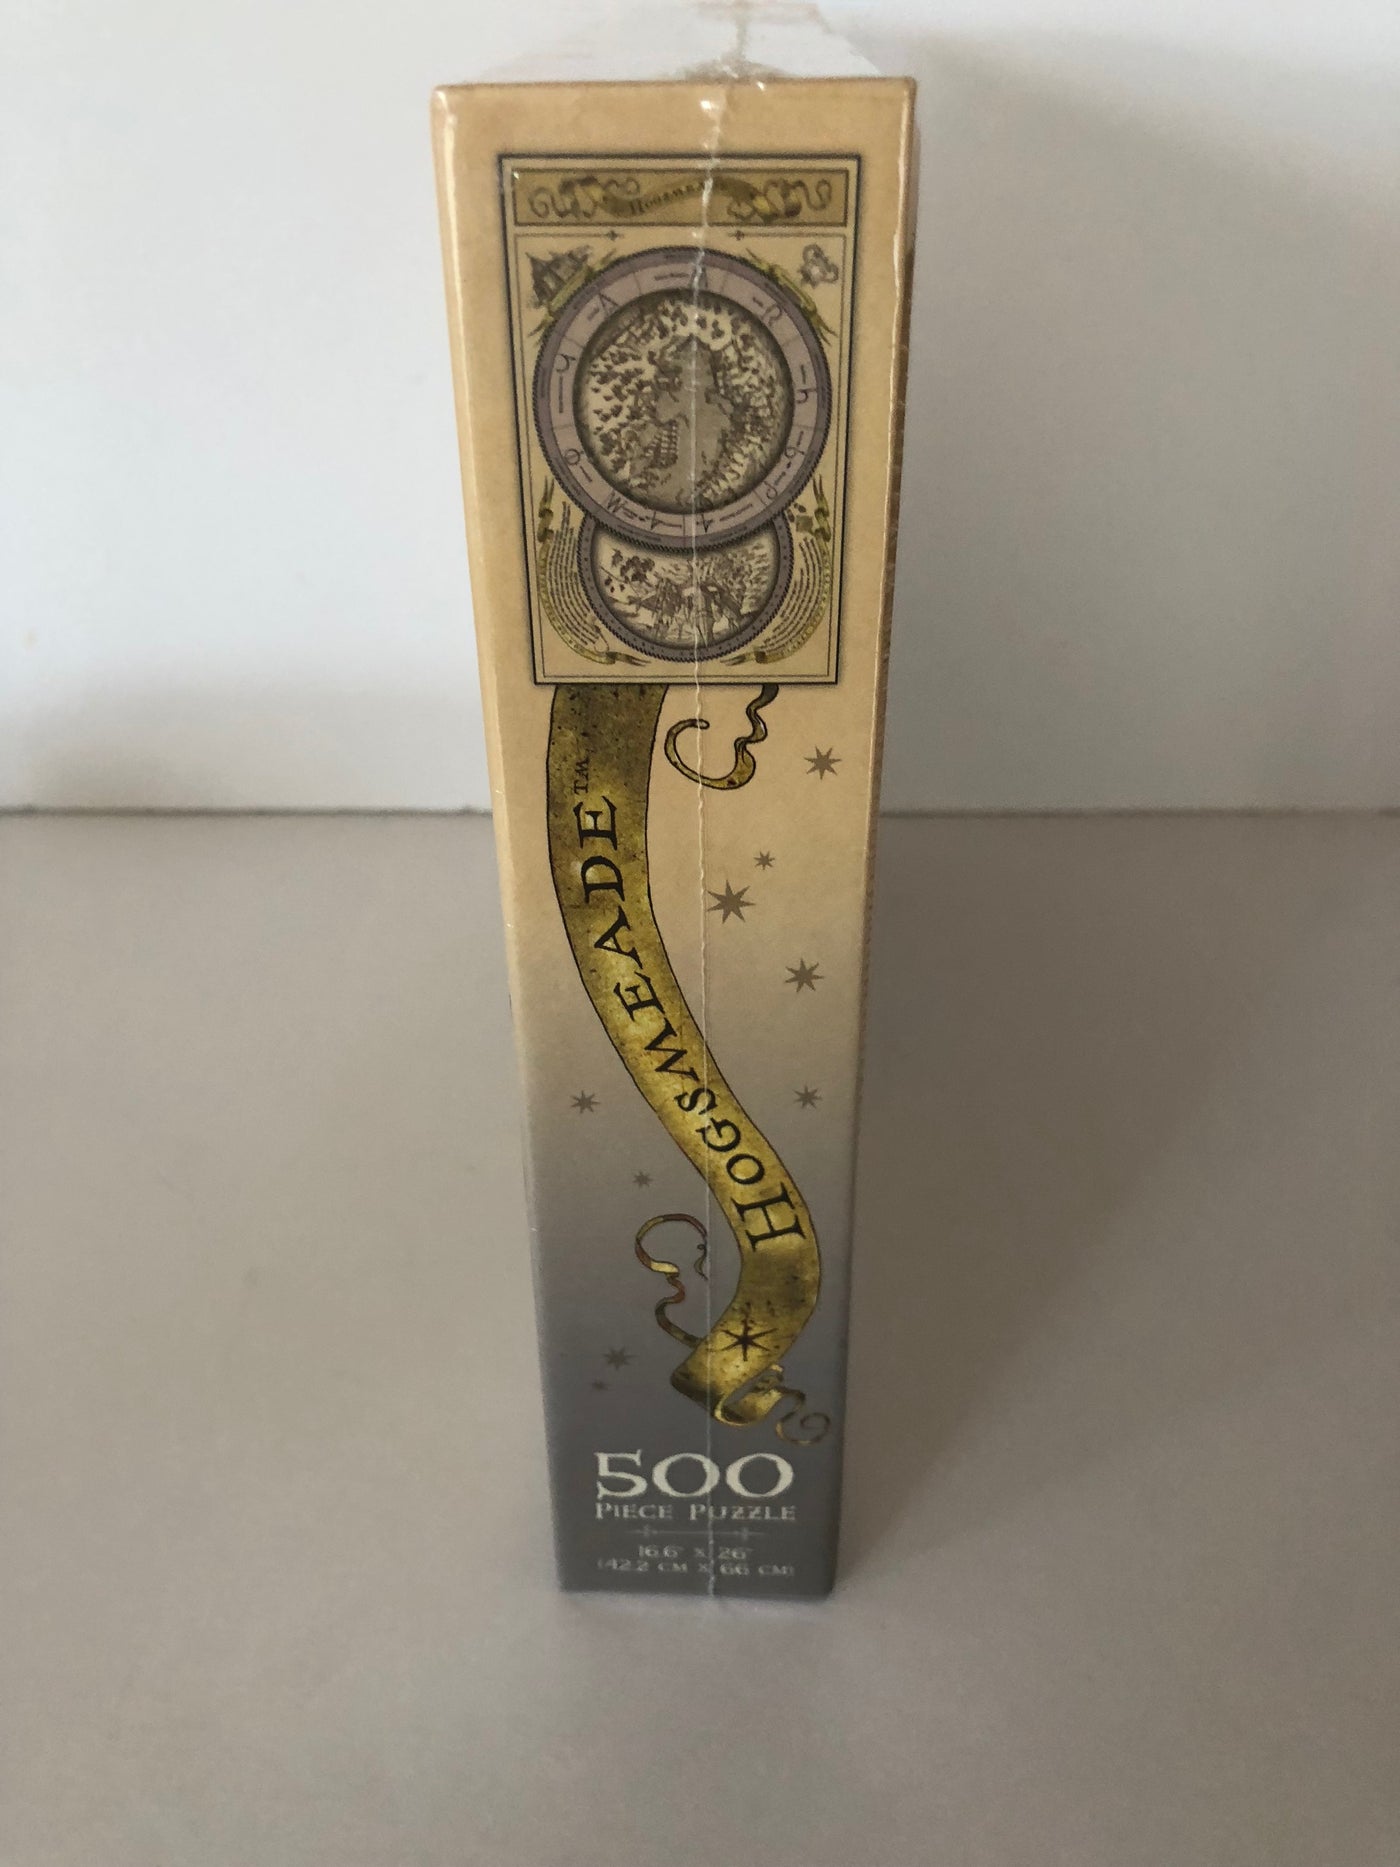 HOGSMEADE™
500
PIECE PUZZLE
16.6" X 26"
(42.2 CM X 66 CM)